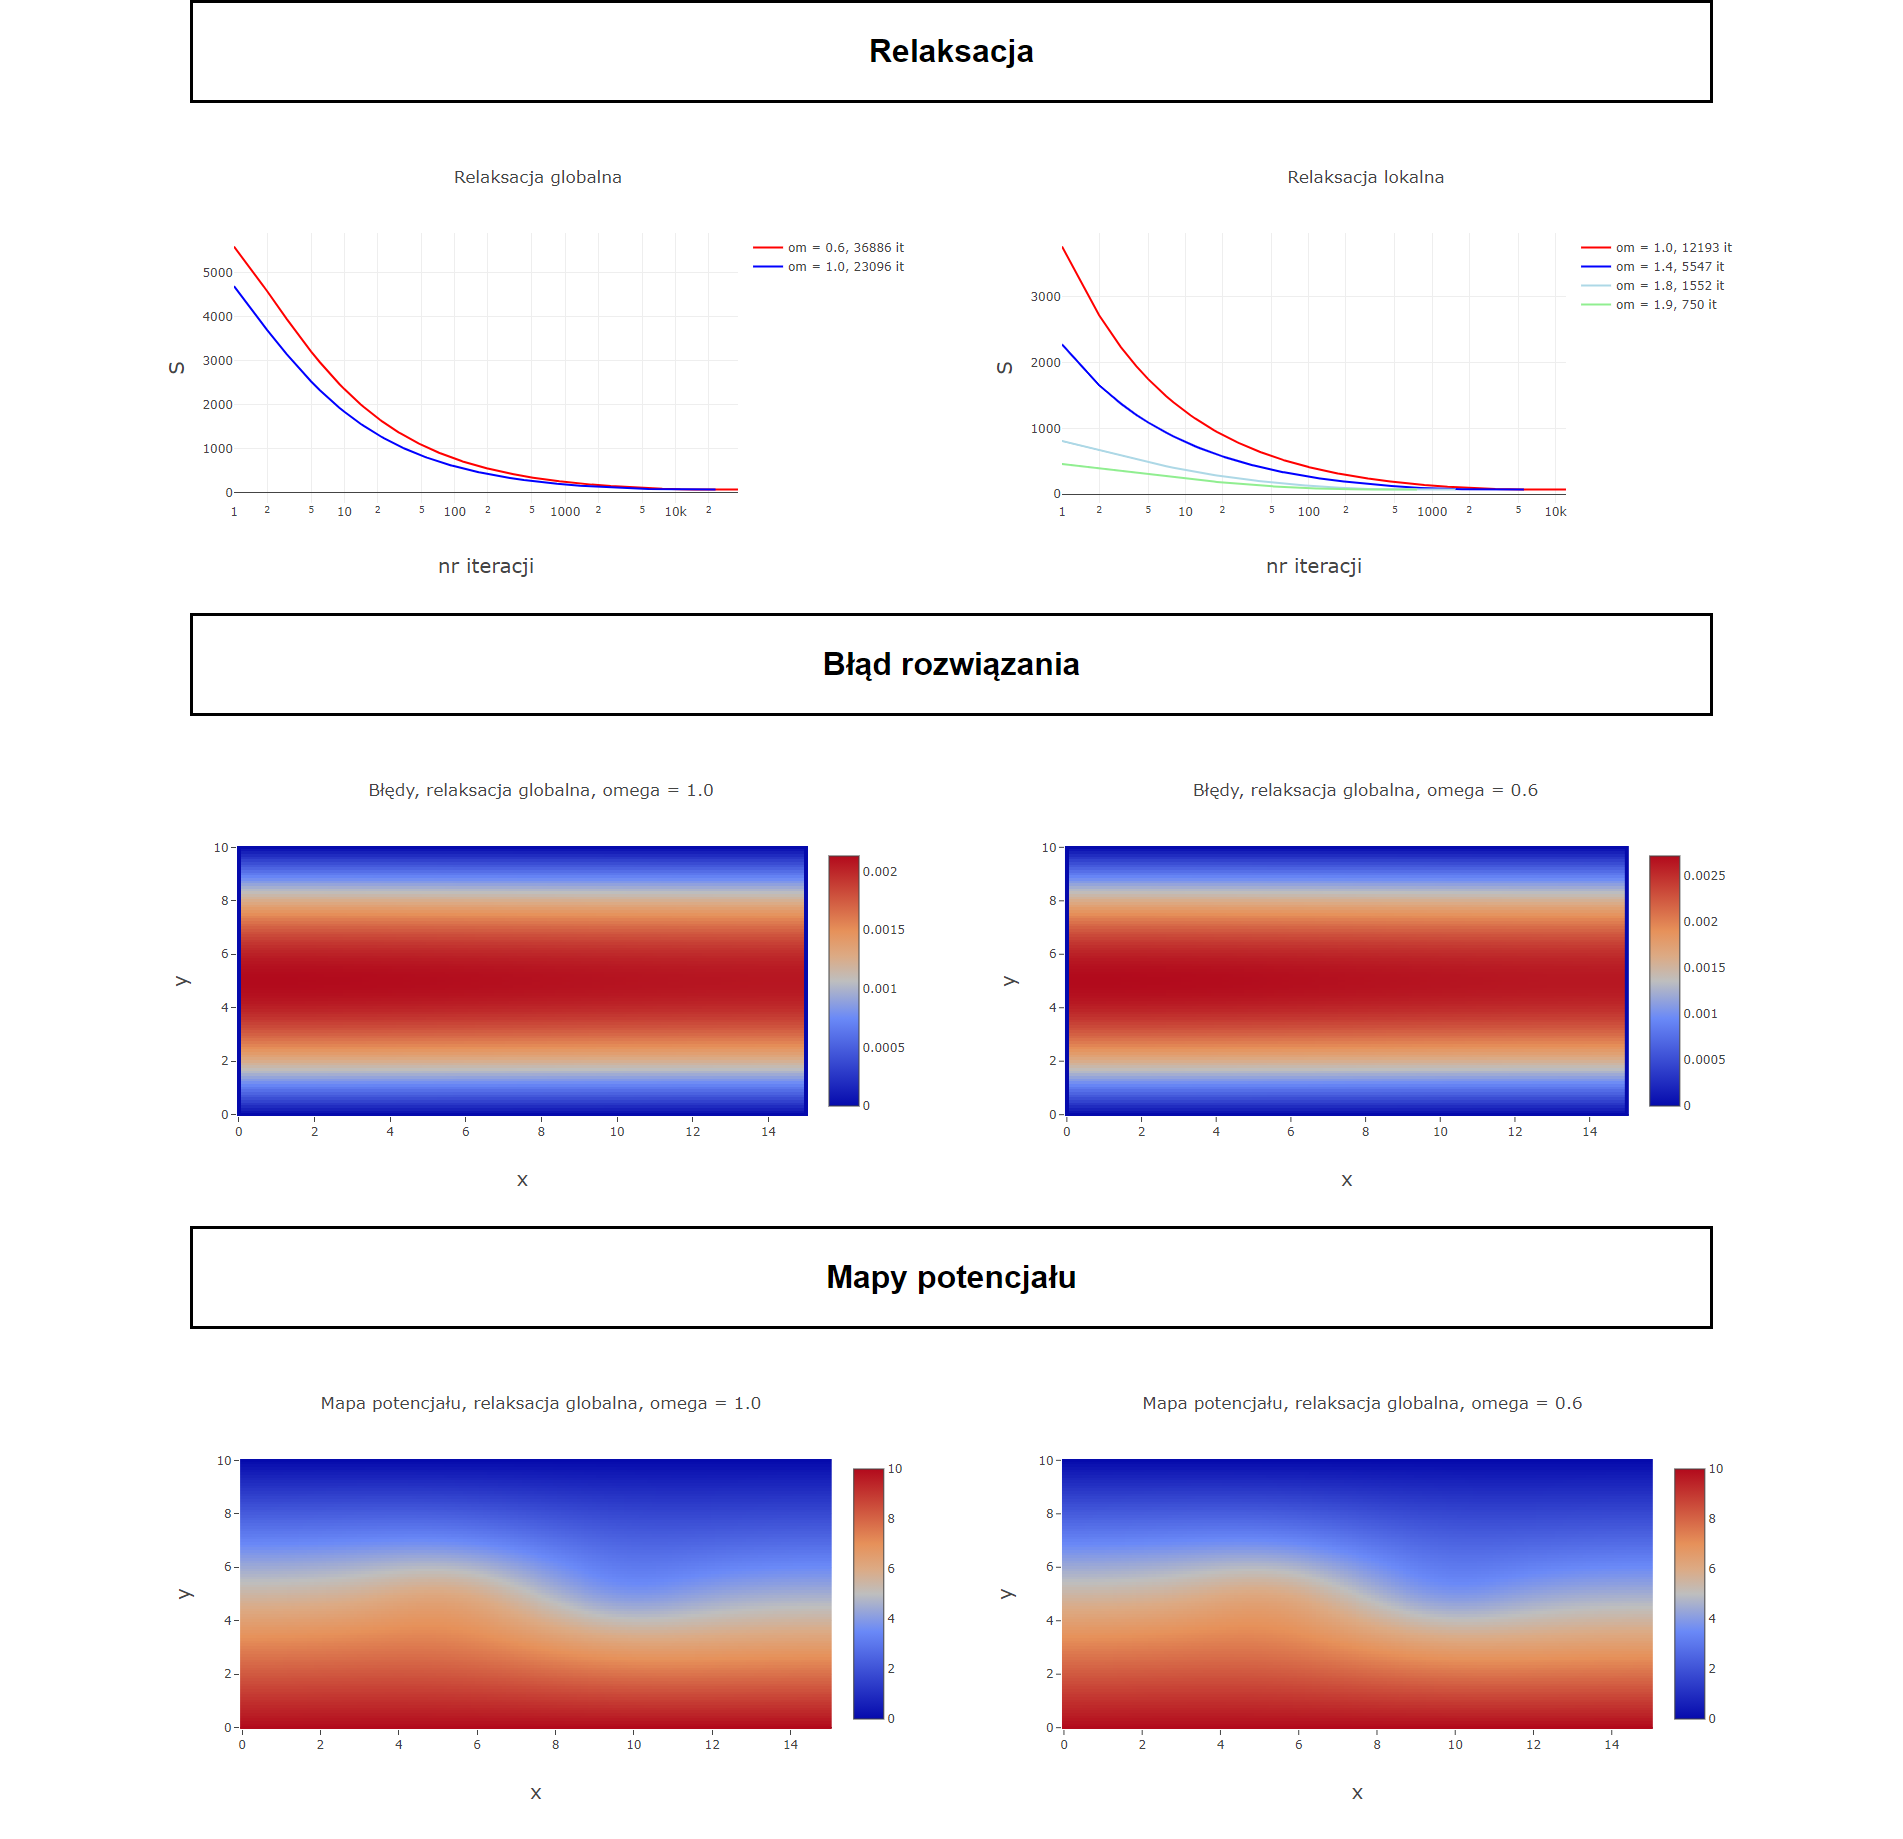 Relaksacja
Relaksacja globalna
5000
4000
3000
2000
1000
0
S
1 2 5 10 2 5 100 2 5 1000 2 5 10k 2
nr iteracji
om = 0.6, 36886 it
om = 1.0, 23096 it
Relaksacja lokalna
3000
2000
1000
0
S
1 2 5 10 2 5 100 2 5 1000 2 5 10k
nr iteracji
om = 1.0, 12193 it
om = 1.4, 5547 it
om = 1.8, 1552 it
om = 1.9, 750 it
Błąd rozwiązania
Błędy, relaksacja globalna, omega = 1.0
10
8
6
4
2
0
y
0 2 4 6 8 10 12 14
x
0.002
0.0015
0.001
0.0005
0
Błędy, relaksacja globalna, omega = 0.6
10
8
6
4
2
0
y
0 2 4 6 8 10 12 14
x
0.0025
0.002
0.0015
0.001
0.0005
0
Mapy potencjału
Mapa potencjału, relaksacja globalna, omega = 1.0
10
8
6
4
2
0
y
0 2 4 6 8 10 12 14
x
10
8
6
4
2
0
Mapa potencjału, relaksacja globalna, omega = 0.6
10
8
6
4
2
0
y
0 2 4 6 8 10 12 14
x
10
8
6
4
2
0